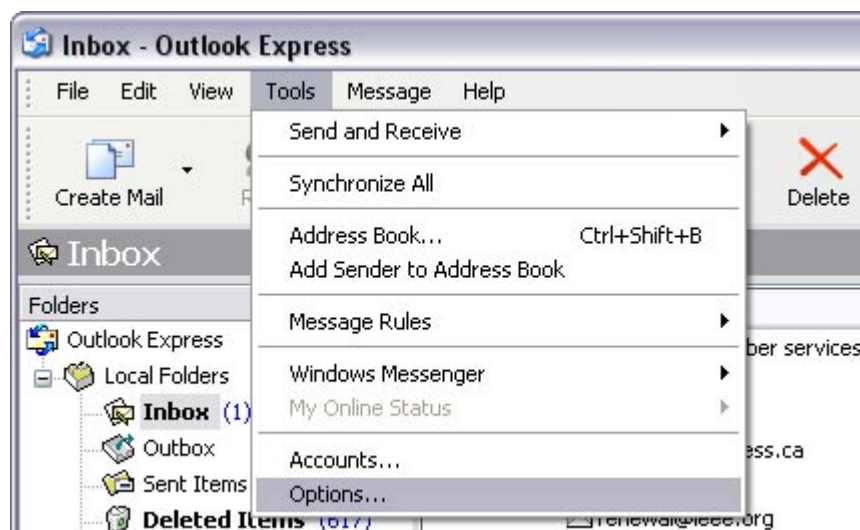 Inbox - Outlook Express
File Edit View Tools Message Help
Send and Receive
Create Mail
Synchronize All
Delete
Address Book... Ctrl+Shift+B
Add Sender to Address Book
Inbox
Folders
Message Rules
Outlook Express
ber services
Local Folders
Windows Messenger
Inbox (1)
My Online Status
Outbox
Accounts...
ess.ca
Sent Items
Options...
Deleted Items (617)
renewal@ieee.org